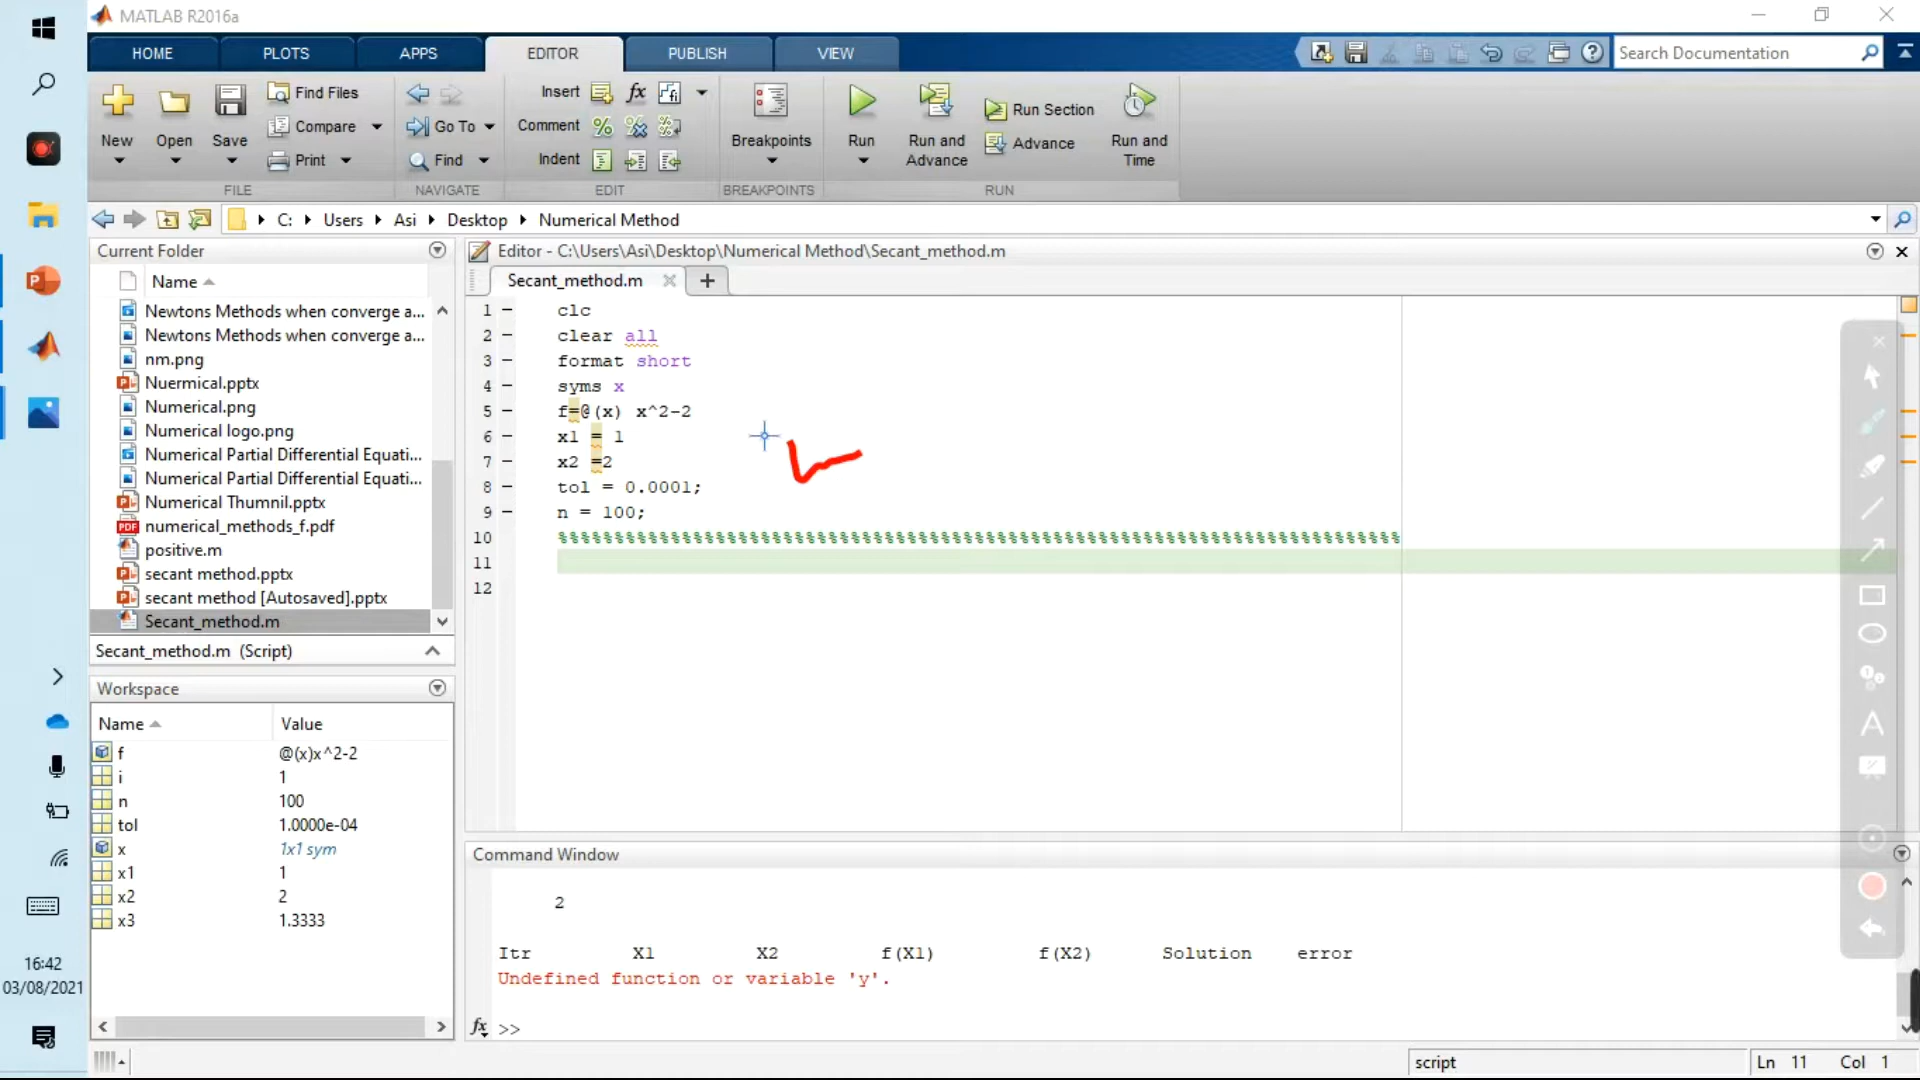 MATLAB R2016a
HOME PLOTS APPS EDITOR PUBLISH VIEW
Search Documentation
New Open Save Find Files Compare Print
Go To Find
Insert fx
Comment
Indent
Breakpoints Run Run and Advance Run Section Advance Run and Time
FILE NAVIGATE EDIT BREAKPOINTS RUN
C: Users Asi Desktop Numerical Method
Current Folder
Name
Newtons Methods when converge a...
Newtons Methods when converge a...
nm.png
Nuermical.pptx
Numerical.png
Numerical logo.png
Numerical Partial Differential Equati...
Numerical Partial Differential Equati...
Numerical Thumnil.pptx
numerical_methods_f.pdf
positive.m
secant method.pptx
secant method [Autosaved].pptx
Secant_method.m
Secant_method.m (Script)
Workspace
Name Value
f @(x)x^2-2
i 1
n 100
tol 1.0000e-04
x 1x1 sym
x1 1
x2 2
x3 1.3333
Editor - C:\Users\Asi\Desktop\Numerical Method\Secant_method.m
Secant_method.m
1 clc
2 clear all
3 format short
4 syms x
5 f=@(x) x^2-2
6 x1 = 1
7 x2 =2
8 tol = 0.0001;
9 n = 100;
10 %%%%%%%%%%%%%%%%%%%%%%%%%%%%%%%%%%%%%%%%%%%%%%%%%%%%%%%%%%%%%%%%%%%%%%%%%%%
11
12
Command Window
2
Itr X1 X2 f(X1) f(X2) Solution error
Undefined function or variable 'y'.
fx >>
script Ln 11 Col 1
16:42
03/08/2021